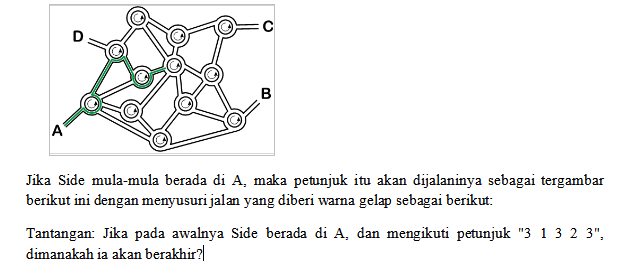 D
C
B
A
Jika Side mula-mula berada di A, maka petunjuk itu akan dijalaninya sebagai tergambar
berikut ini dengan menyusuri jalan yang diberi warna gelap sebagai berikut:
Tantangan: Jika pada awalnya Side berada di A, dan mengikuti petunjuk "3 1 3 2 3",
dimanakah ia akan berakhir?